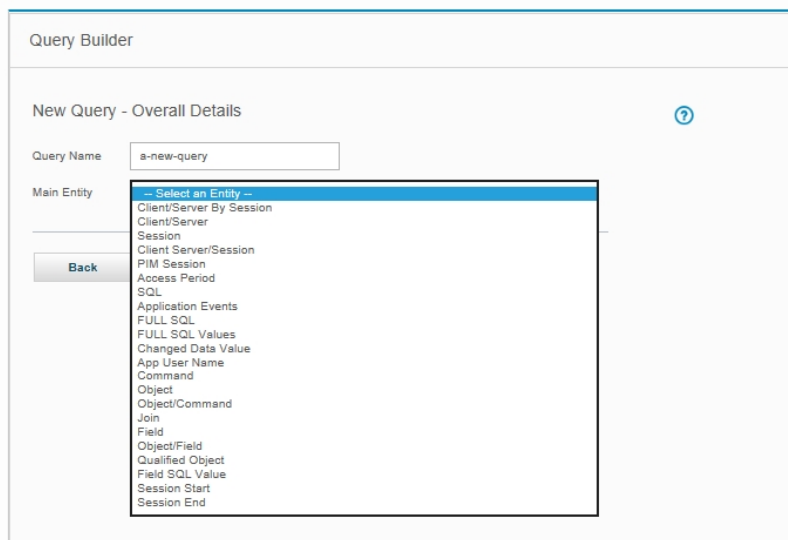 Query Builder
New Query - Overall Details
?
Query Name a-new-query
Main Entity
-- Select an Entity --
Client/Server By Session
Client/Server
Session
Client Server/Session
PIM Session
Access Period
SQL
Application Events
FULL SQL
FULL SQL Values
Changed Data Value
App User Name
Command
Object
Object/Command
Join
Field
Object/Field
Qualified Object
Field SQL Value
Session Start
Session End
Back